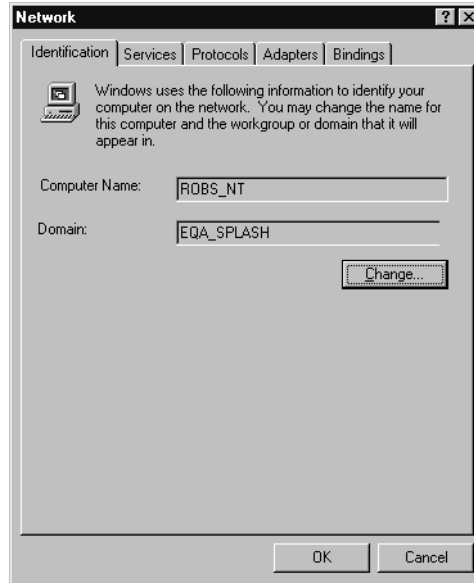 Network
Identification Services Protocols Adapters Bindings
Windows uses the following information to identify your
computer on the network. You may change the name for
this computer and the workgroup or domain that it will
appear in.
Computer Name: ROBS_NT
Domain: EQA_SPLASH
Change...
OK Cancel